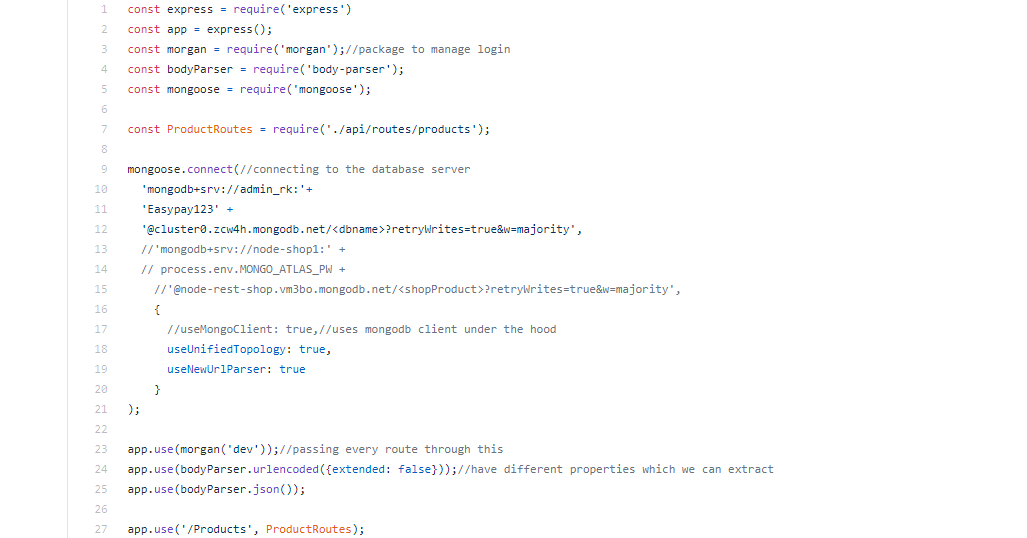 1 const express = require('express')
2 const app = express();
3 const morgan = require('morgan');//package to manage login
4 const bodyParser = require('body-parser');
5 const mongoose = require('mongoose');
6
7 const ProductRoutes = require('./api/routes/products');
8
9 mongoose.connect(//connecting to the database server
10 'mongodb+srv://admin_rk:'+
11 'Easypay123' +
12 '@cluster0.zcw4h.mongodb.net/<dbname>?retryWrites=true&w=majority',
13 //'mongodb+srv://node-shop1:' +
14 // process.env.MONGO_ATLAS_PW +
15 //'@node-rest-shop.vm3bo.mongodb.net/<shopProduct>?retryWrites=true&w=majority',
16 {
17 //useMongoClient: true,//uses mongodb client under the hood
18 useUnifiedTopology: true,
19 useNewUrlParser: true
20 }
21 );
22
23 app.use(morgan('dev'));//passing every route through this
24 app.use(bodyParser.urlencoded({extended: false}));//have different properties which we can extract
25 app.use(bodyParser.json());
26
27 app.use('/Products', ProductRoutes);